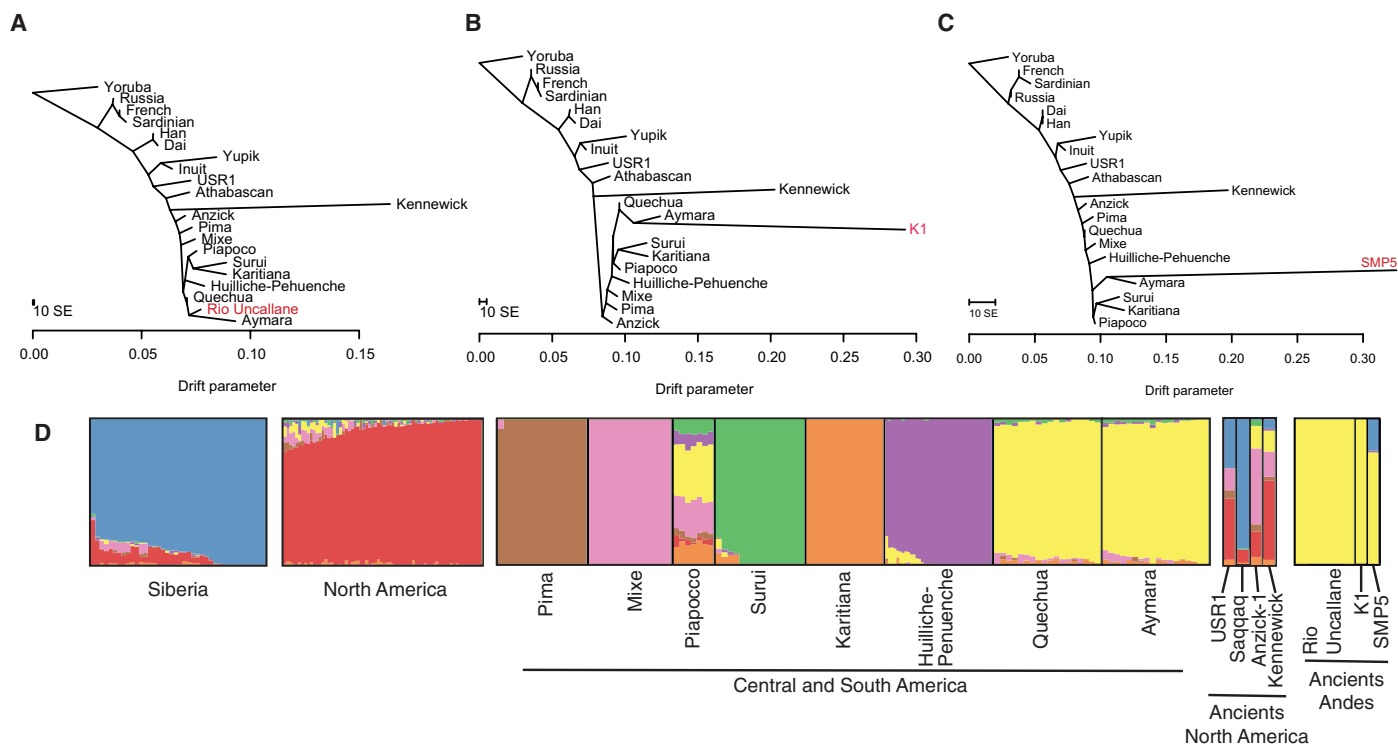 A
Yoruba
Russia
French
Sardinian
Han
Dai
Yupik
Inuit
USR1
Athabascan
Kennewick
Anzick
Pima
Mixe
Piapoco
Surui
Karitiana
Huilliche-Pehuenche
Quechua
Rio Uncallane
Aymara
10 SE
0.00 0.05 0.10 0.15
Drift parameter
B
Yoruba
Russia
French
Sardinian
Han
Dai
Yupik
Inuit
USR1
Athabascan
Kennewick
Quechua
Aymara
K1
Surui
Karitiana
Piapoco
Huilliche-Pehuenche
Mixe
Pima
Anzick
10 SE
0.00 0.05 0.10 0.15 0.20 0.25 0.30
Drift parameter
C
Yoruba
French
Sardinian
Russia
Dai
Han
Yupik
Inuit
USR1
Athabascan
Kennewick
Anzick
Pima
Quechua
Mixe
Huilliche-Pehuenche
SMP5
Aymara
Surui
Karitiana
Piapoco
10 SE
0.00 0.05 0.10 0.15 0.20 0.25 0.30
Drift parameter
D
Siberia
North America
Pima
Mixe
Piapocco
Surui
Karitiana
Huilliche-
Penuenche
Quechua
Aymara
Central and South America
USR1
Saqqaq
Anzick-1
Kennewick
Ancients
North America
Rio
Uncallane
K1
SMP5
Ancients
Andes